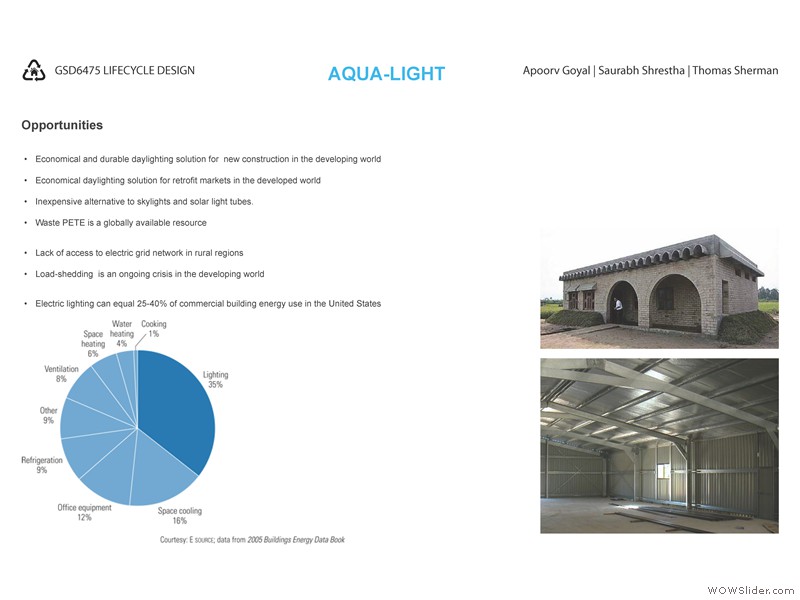 GSD6475 LIFECYCLE DESIGN
AQUA-LIGHT
Apoorv Goyal | Saurabh Shrestha | Thomas Sherman
Opportunities
• Economical and durable daylighting solution for  new construction in the developing world
• Economical daylighting solution for retrofit markets in the developed world
• Inexpensive alternative to skylights and solar light tubes.
• Waste PETE is a globally available resource
• Lack of access to electric grid network in rural regions
• Load-shedding  is an ongoing crisis in the developing world
• Electric lighting can equal 25-40% of commercial building energy use in the United States
Cooking
1%
Water
heating
4%
Space
heating
6%
Ventilation
8%
Other
9%
Refrigeration
9%
Office equipment
12%
Space cooling
16%
Lighting
35%
Courtesy: E SOURCE; data from 2005 Buildings Energy Data Book
WOWSlider.com